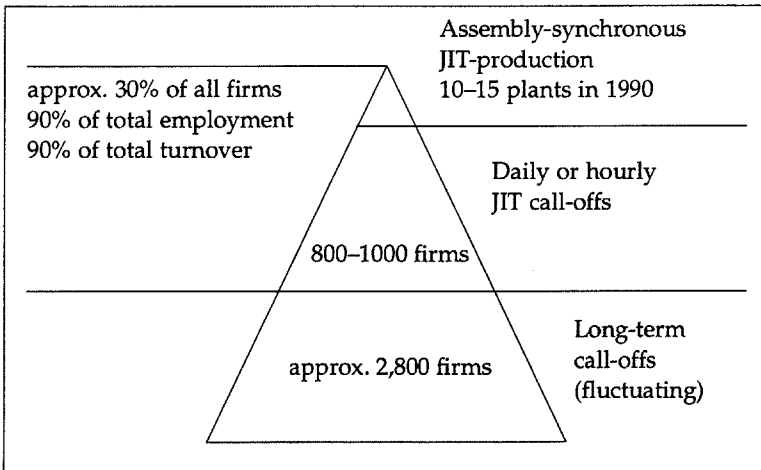 Assembly-synchronous
JIT-production
10–15 plants in 1990
approx. 30% of all firms
90% of total employment
90% of total turnover
Daily or hourly
JIT call-offs
800–1000 firms
Long-term
call-offs
(fluctuating)
approx. 2,800 firms